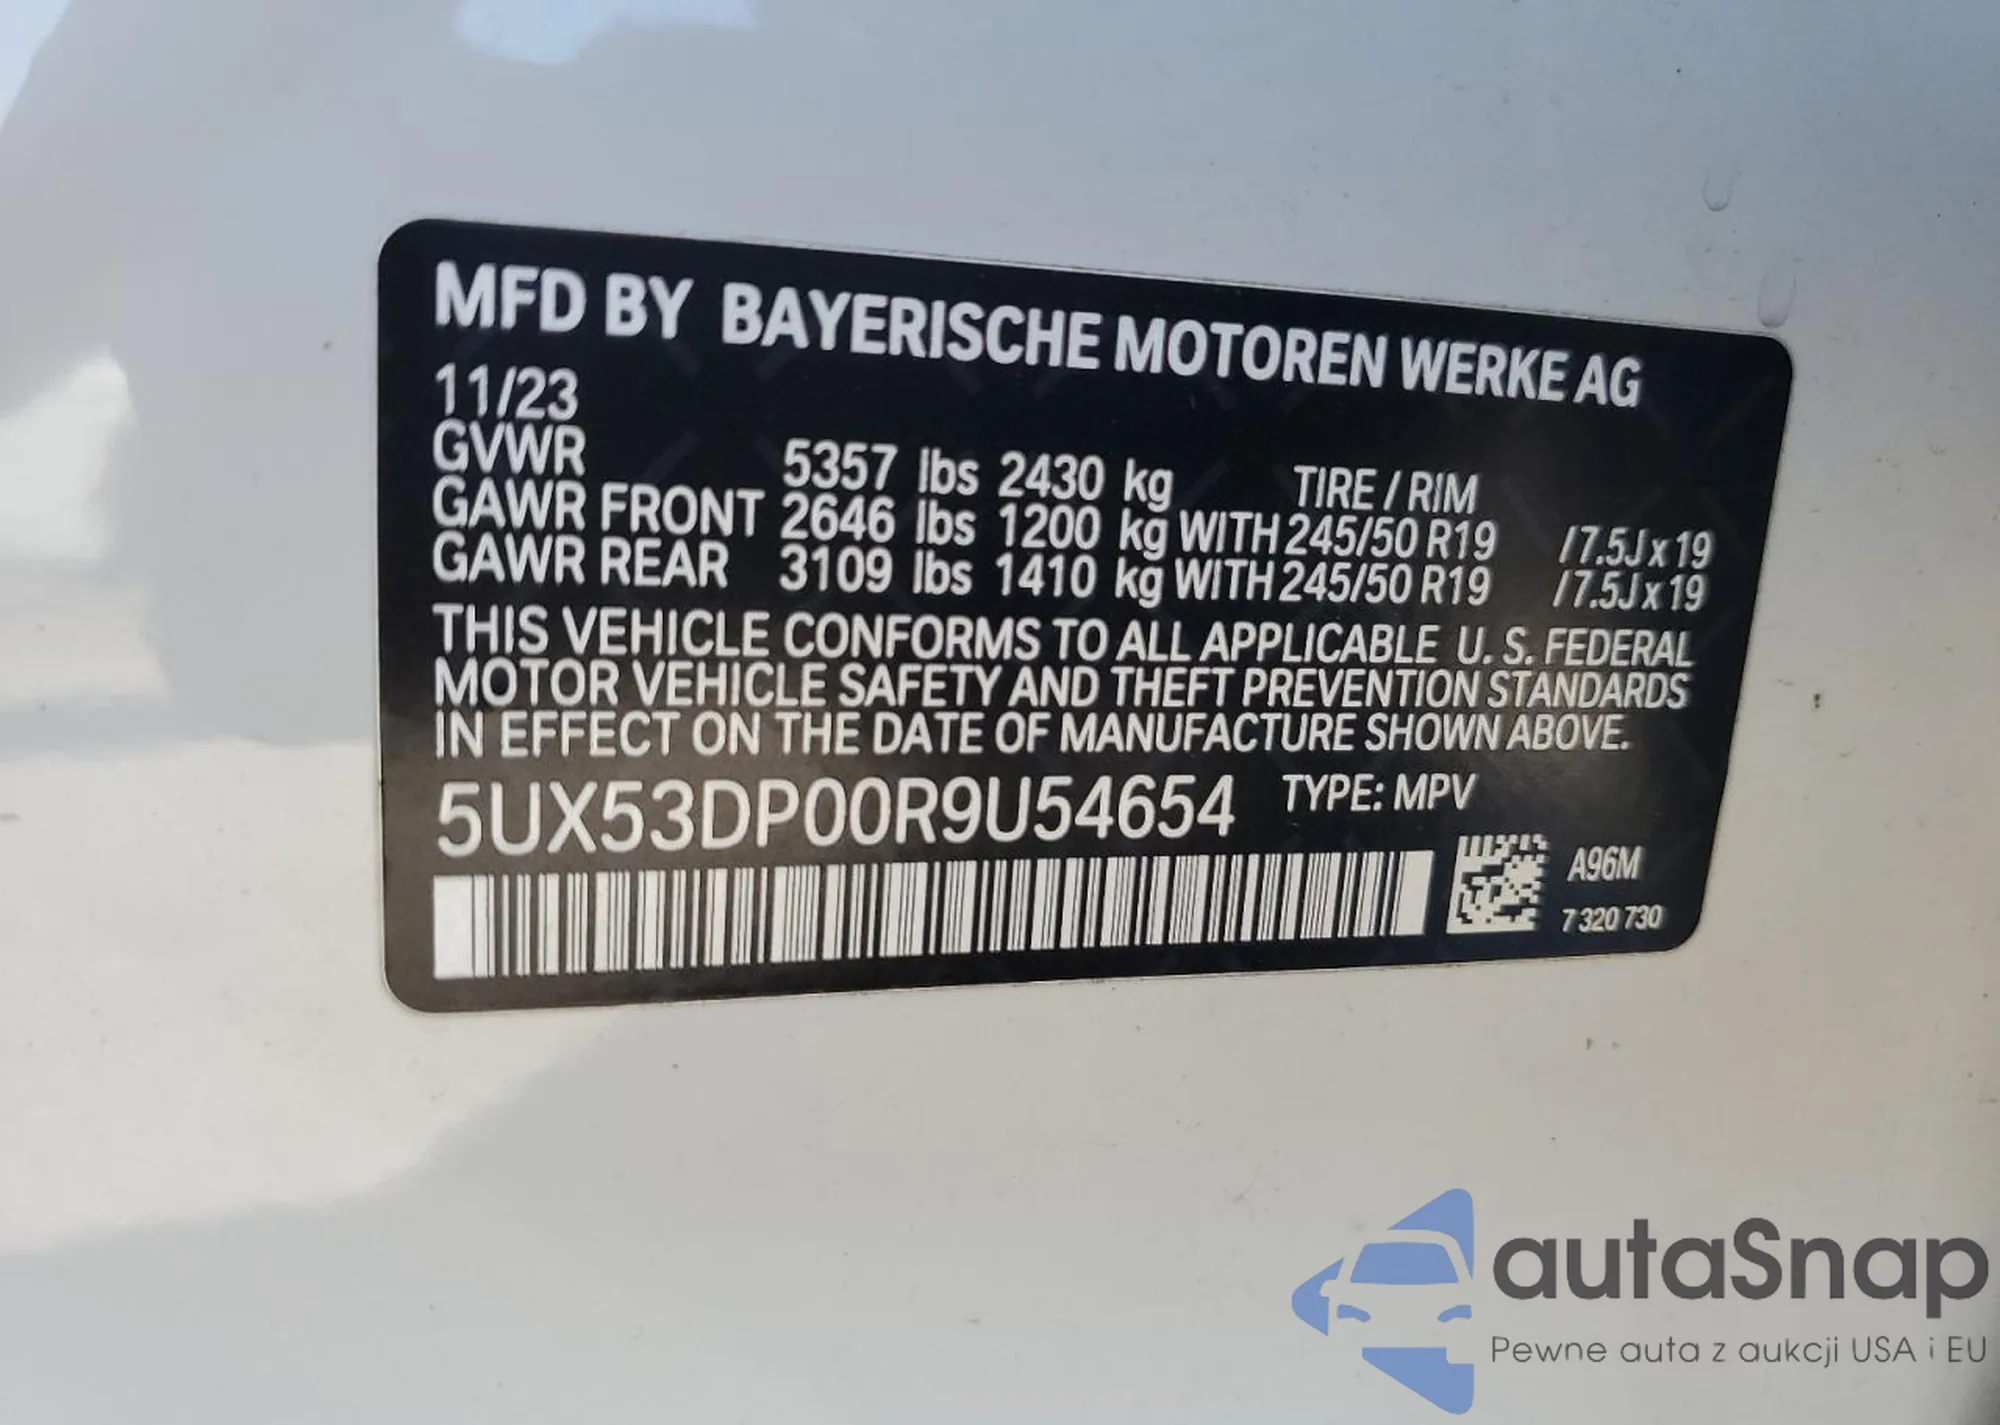 MFD BY BAYERISCHE MOTOREN WERKE AG
11/23
GVWR 5357 lbs 2430 kg TIRE / RIM
GAWR FRONT 2646 lbs 1200 kg WITH 245/50 R19 /7.5J x 19
GAWR REAR 3109 lbs 1410 kg WITH 245/50 R19 /7.5J x 19
THIS VEHICLE CONFORMS TO ALL APPLICABLE U. S. FEDERAL
MOTOR VEHICLE SAFETY AND THEFT PREVENTION STANDARDS
IN EFFECT ON THE DATE OF MANUFACTURE SHOWN ABOVE.
5UX53DP00R9U54654 TYPE: MPV
A96M
7 320 730
autaSnap
Pewne auta z aukcji USA i EU